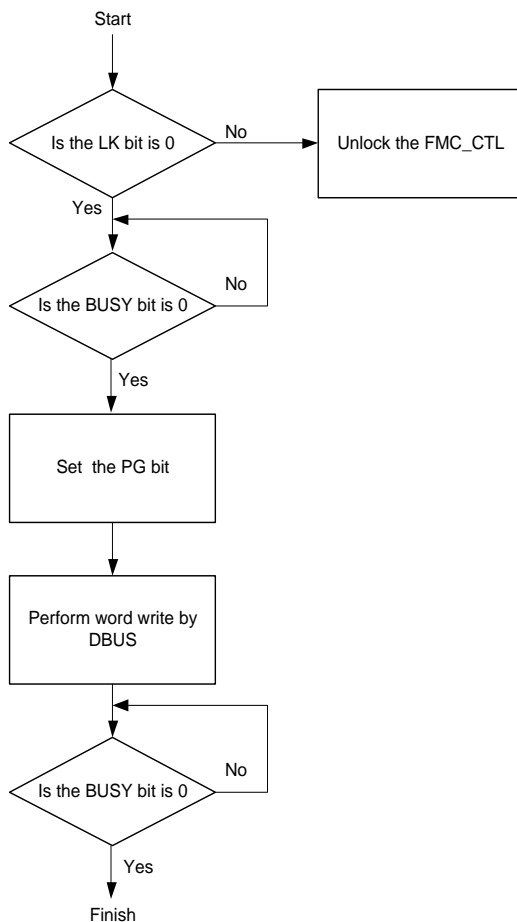 Start
Is the LK bit is 0
No
Unlock the FMC_CTL
Yes
Is the BUSY bit is 0
No
Yes
Set the PG bit
Perform word write by
DBUS
Is the BUSY bit is 0
No
Yes
Finish